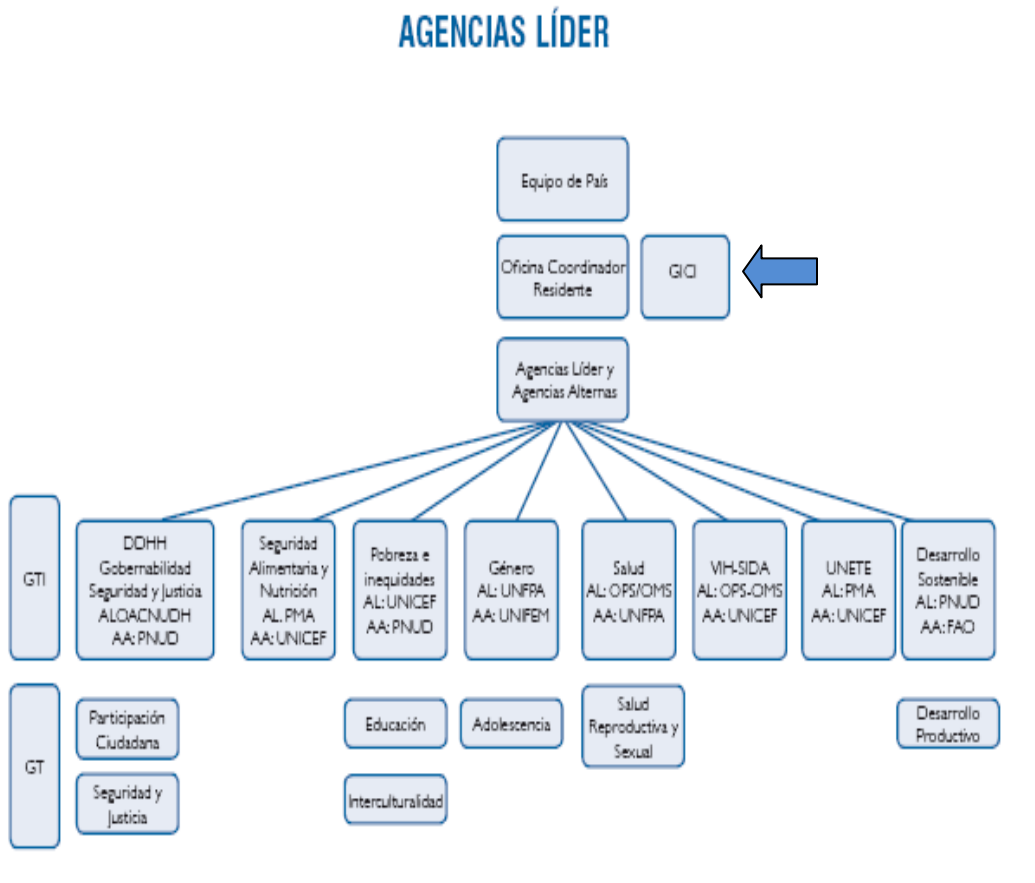 AGENCIAS LÍDER
Equipo de País
Oficina Coordinador
Residente
GICI
Agencias Líder y
Agencias Alternas
GTI
DDHH
Gobernabilidad
Seguridad y Justicia
ALOACNUDH
AA: PNUD
Seguridad
Alimentaria y
Nutrición
AL. PMA
AA: UNICEF
Pobreza e
inequidades
AL: UNICEF
AA: PNUD
Género
AL: UNFPA
AA: UNIFEM
Salud
AL: OPS/OMS
AA: UNFPA
VIH-SIDA
AL: OPS-OMS
AA: UNICEF
UNETE
AL: PMA
AA: UNICEF
Desarrollo
Sostenible
AL: PNUD
AA: FAO
GT
Participación
Ciudadana
Seguridad y
Justicia
Educación
Interculturalidad
Adolescencia
Salud
Reproductiva y
Sexual
Desarrollo
Productivo